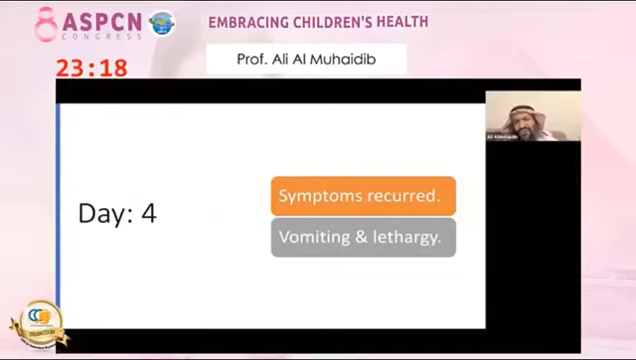 8 ASPCN
CONGRESS
EMBRACING CHILDREN'S HEALTH
Prof. Ali Al Muhaidib
23:18
Day: 4
Symptoms recurred.
Vomiting & lethargy.